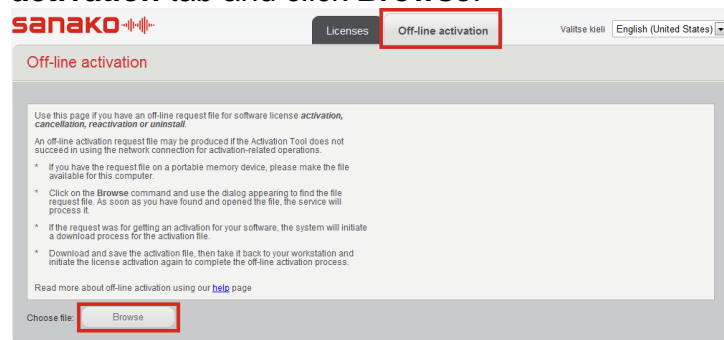 activation tab and click Browse.
sanako
Licenses Off-line activation Valitse kieli English (United States)
Off-line activation
Use this page if you have an off-line request file for software license activation,
cancellation, reactivation or uninstall.
An off-line activation request file may be produced if the Activation Tool does not
succeed in using the network connection for activation-related operations.
* If you have the request file on a portable memory device, please make the file
available for this computer.
* Click on the Browse command and use the dialog appearing to find the file
request file. As soon as you have found and opened the file, the service will
process it.
* If the request was for getting an activation for your software, the system will initiate
a download process for the activation file.
* Download and save the activation file, then take it back to your workstation and
initiate the license activation again to complete the off-line activation process.
Read more about off-line activation using our help page
Choose file: Browse